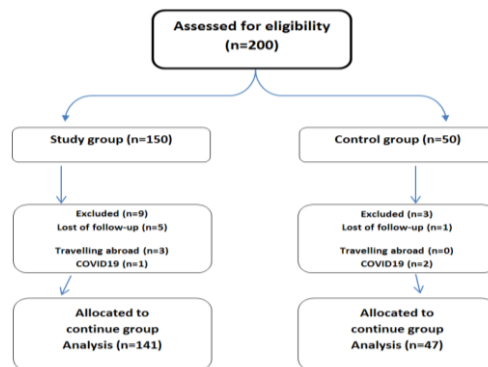 Assessed for eligibility
(n=200)
Study group (n=150)
Control group (n=50)
Excluded (n=9)
Lost of follow-up (n=5)
Travelling abroad (n=3)
COVID19 (n=1)
Excluded (n=3)
Lost of follow-up (n=1)
Travelling abroad (n=0)
COVID19 (n=2)
Allocated to
continue group
Analysis (n=141)
Allocated to
continue group
Analysis (n=47)